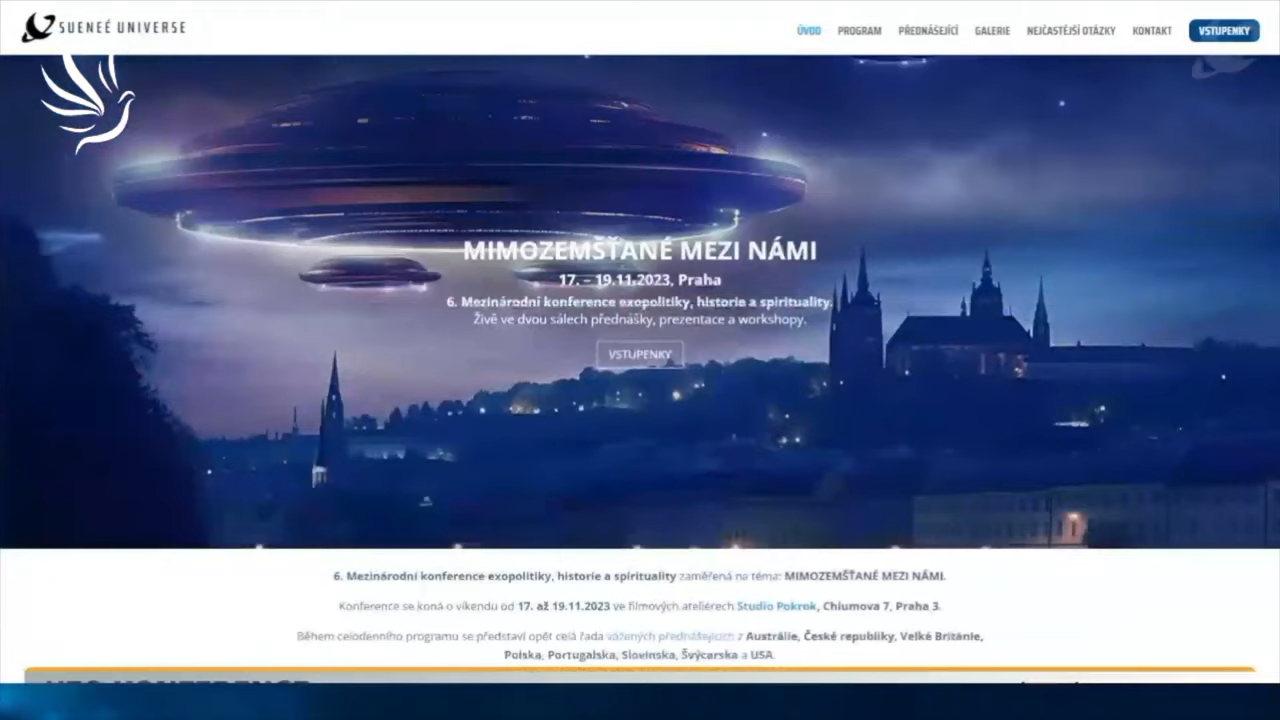 SUENEÉ UNIVERSE
ÚVOD PROGRAM PŘEDNÁŠEJÍCÍ GALERIE NEJČASTĚJŠÍ OTÁZKY KONTAKT VSTUPENKY
MIMOZEMŠŤANÉ MEZI NÁMI
17. – 19.11.2023, Praha
6. Mezinárodní konference exopolitiky, historie a spirituality.
Živě ve dvou sálech přednášky, prezentace a workshopy.
VSTUPENKY
6. Mezinárodní konference exopolitiky, historie a spirituality zaměřená na téma: MIMOZEMŠŤANÉ MEZI NÁMI.
Konference se koná o víkendu od 17. až 19.11.2023 ve filmových ateliérech Studio Pokrok, Chlumova 7, Praha 3.
Během celodenního programu se představí opět celá řada vážených přednášejících z Austrálie, České republiky, Velké Británie,
Polska, Portugalska, Slovinska, Švýcarska a USA.